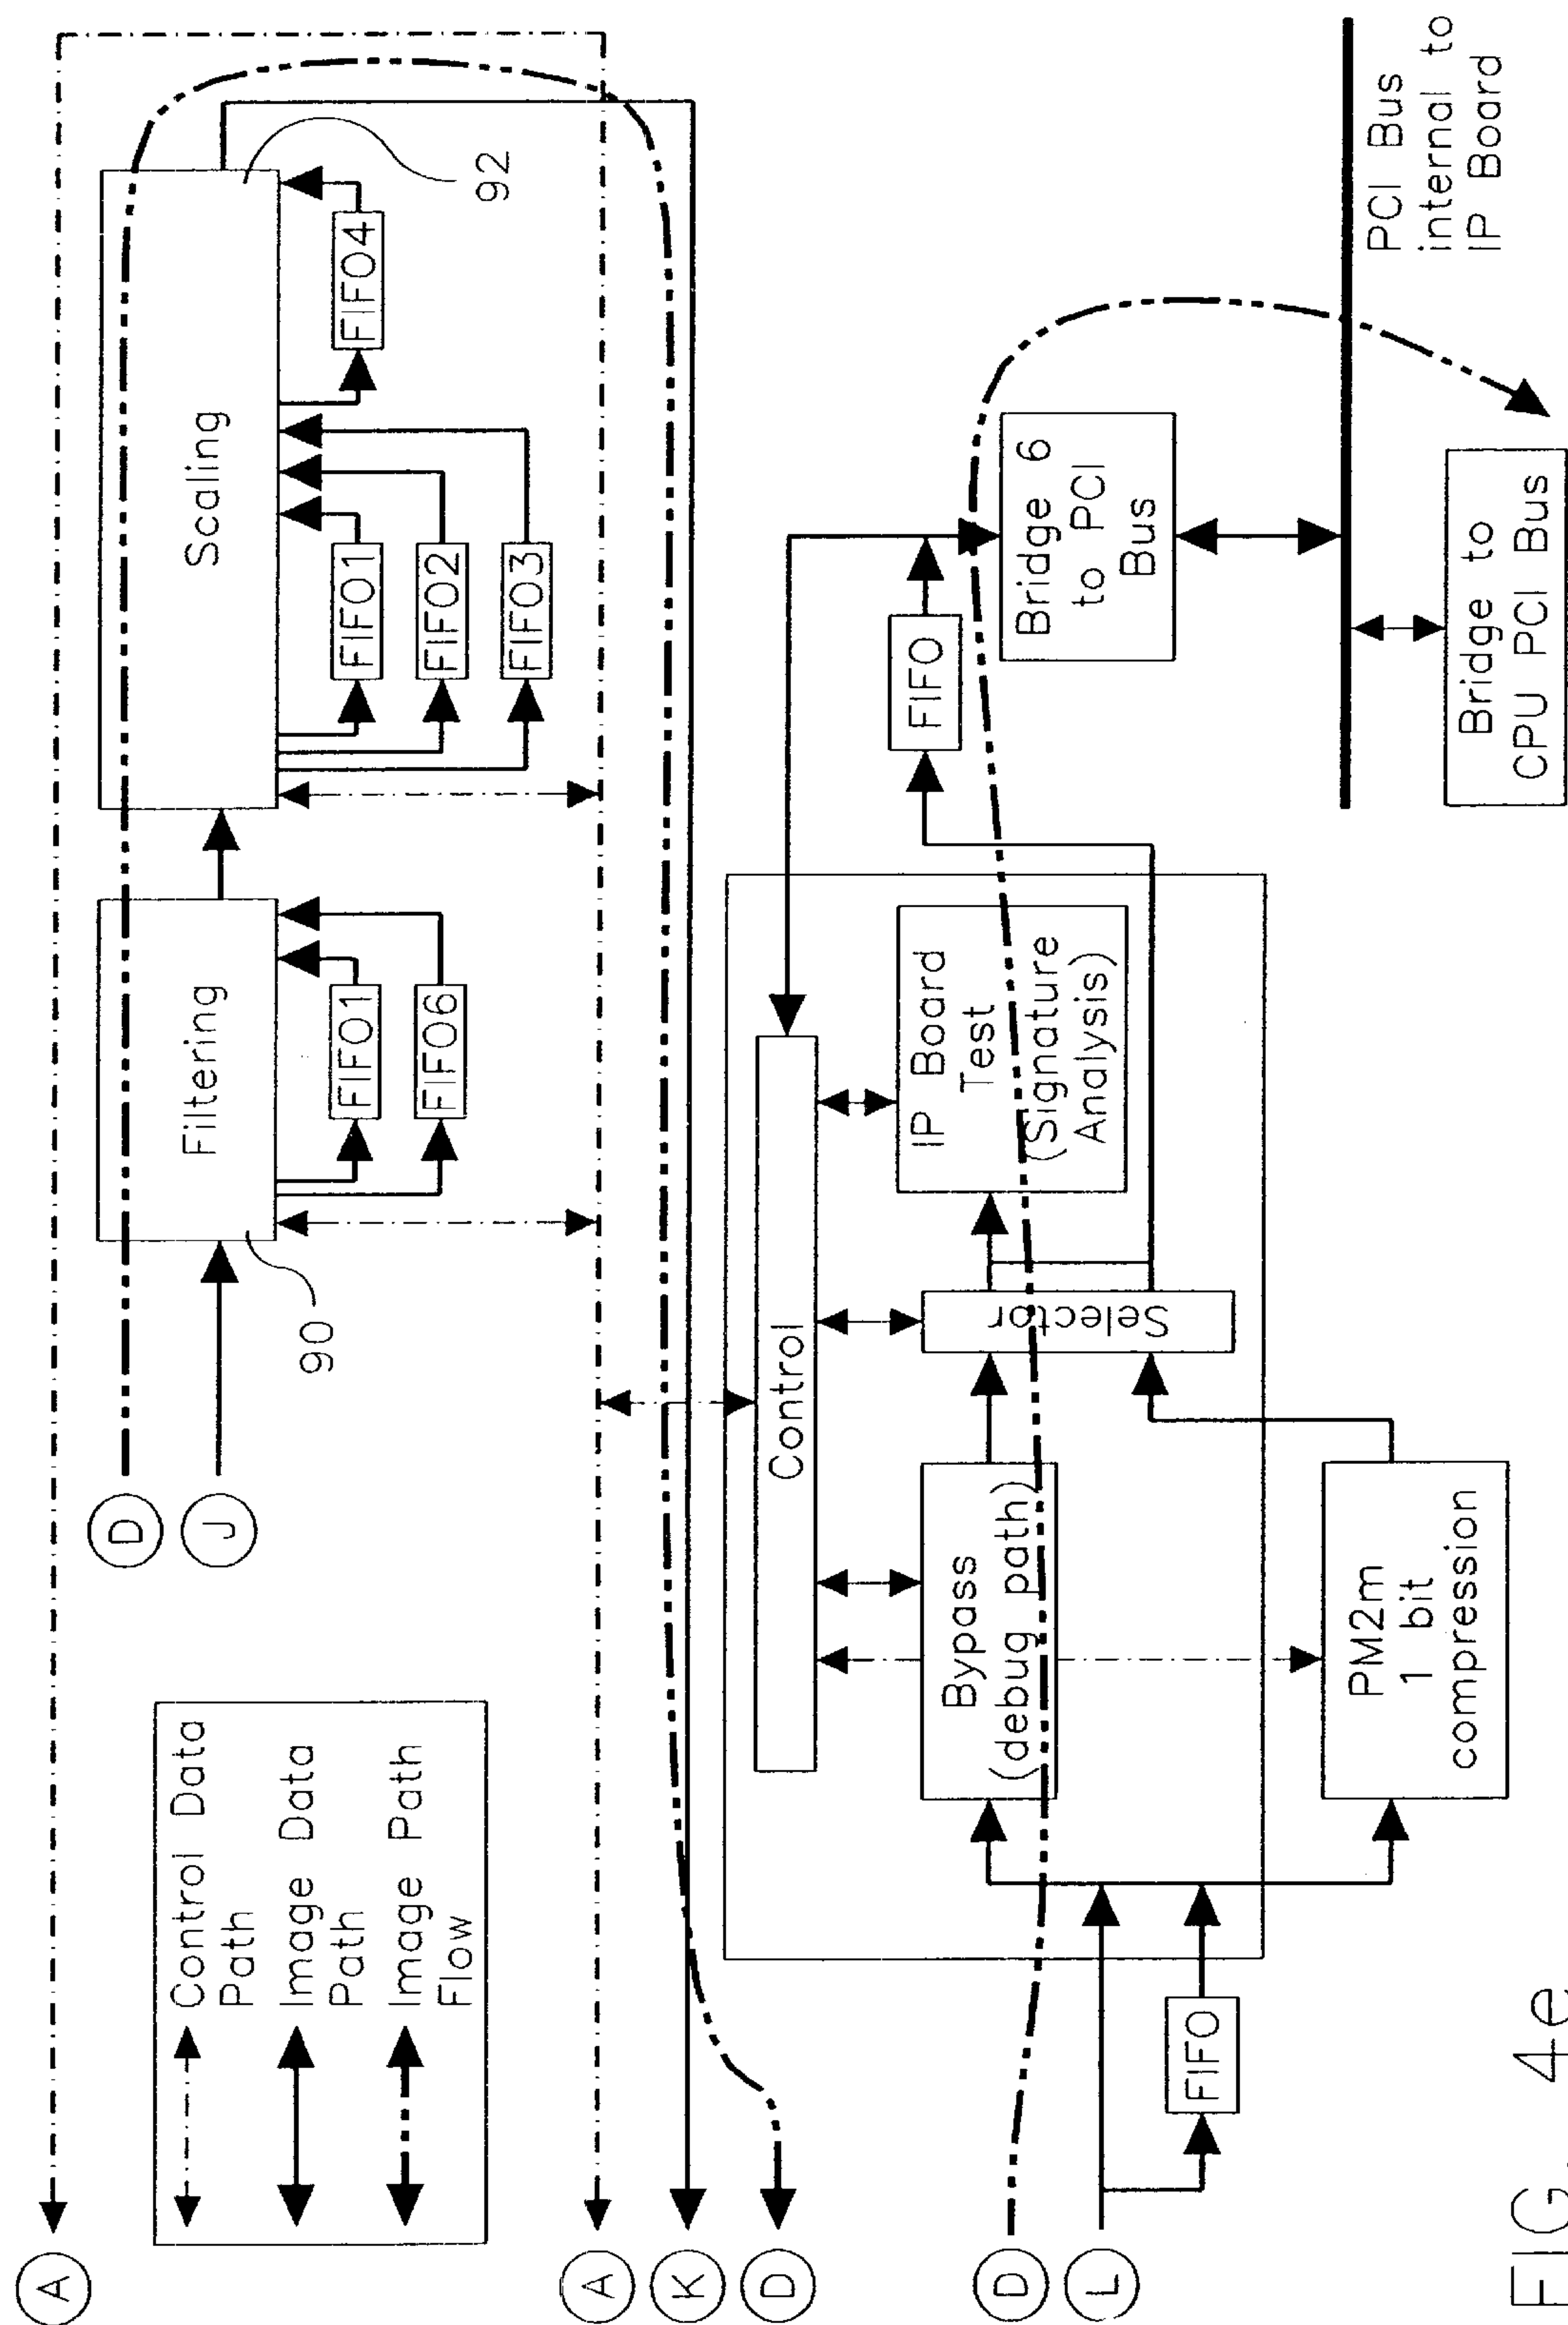 A
Control Data
Path
Image Data
Path
Image Path
Flow
D
J
Filtering
FIFO1
FIFO6
90
Scaling
FIFO1
FIFO2
FIFO3
FIFO4
92
A
K
D
Control
Bypass
(debug path)
Selector
IP Board
Test
(Signature
Analysis)
FIFO
Bridge 6
to PCI
Bus
D
L
FIFO
PM2m
1 bit
compression
PCI Bus
internal to
IP Board
Bridge to
CPU PCI Bus
FIG. 4e